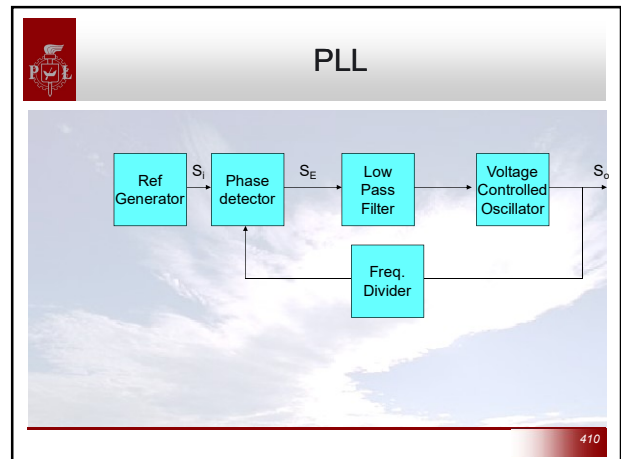 PLL
P Ł
Ref
Generator
Si
Phase
detector
SE
Low
Pass
Filter
Voltage
Controlled
Oscillator
So
Freq.
Divider
410